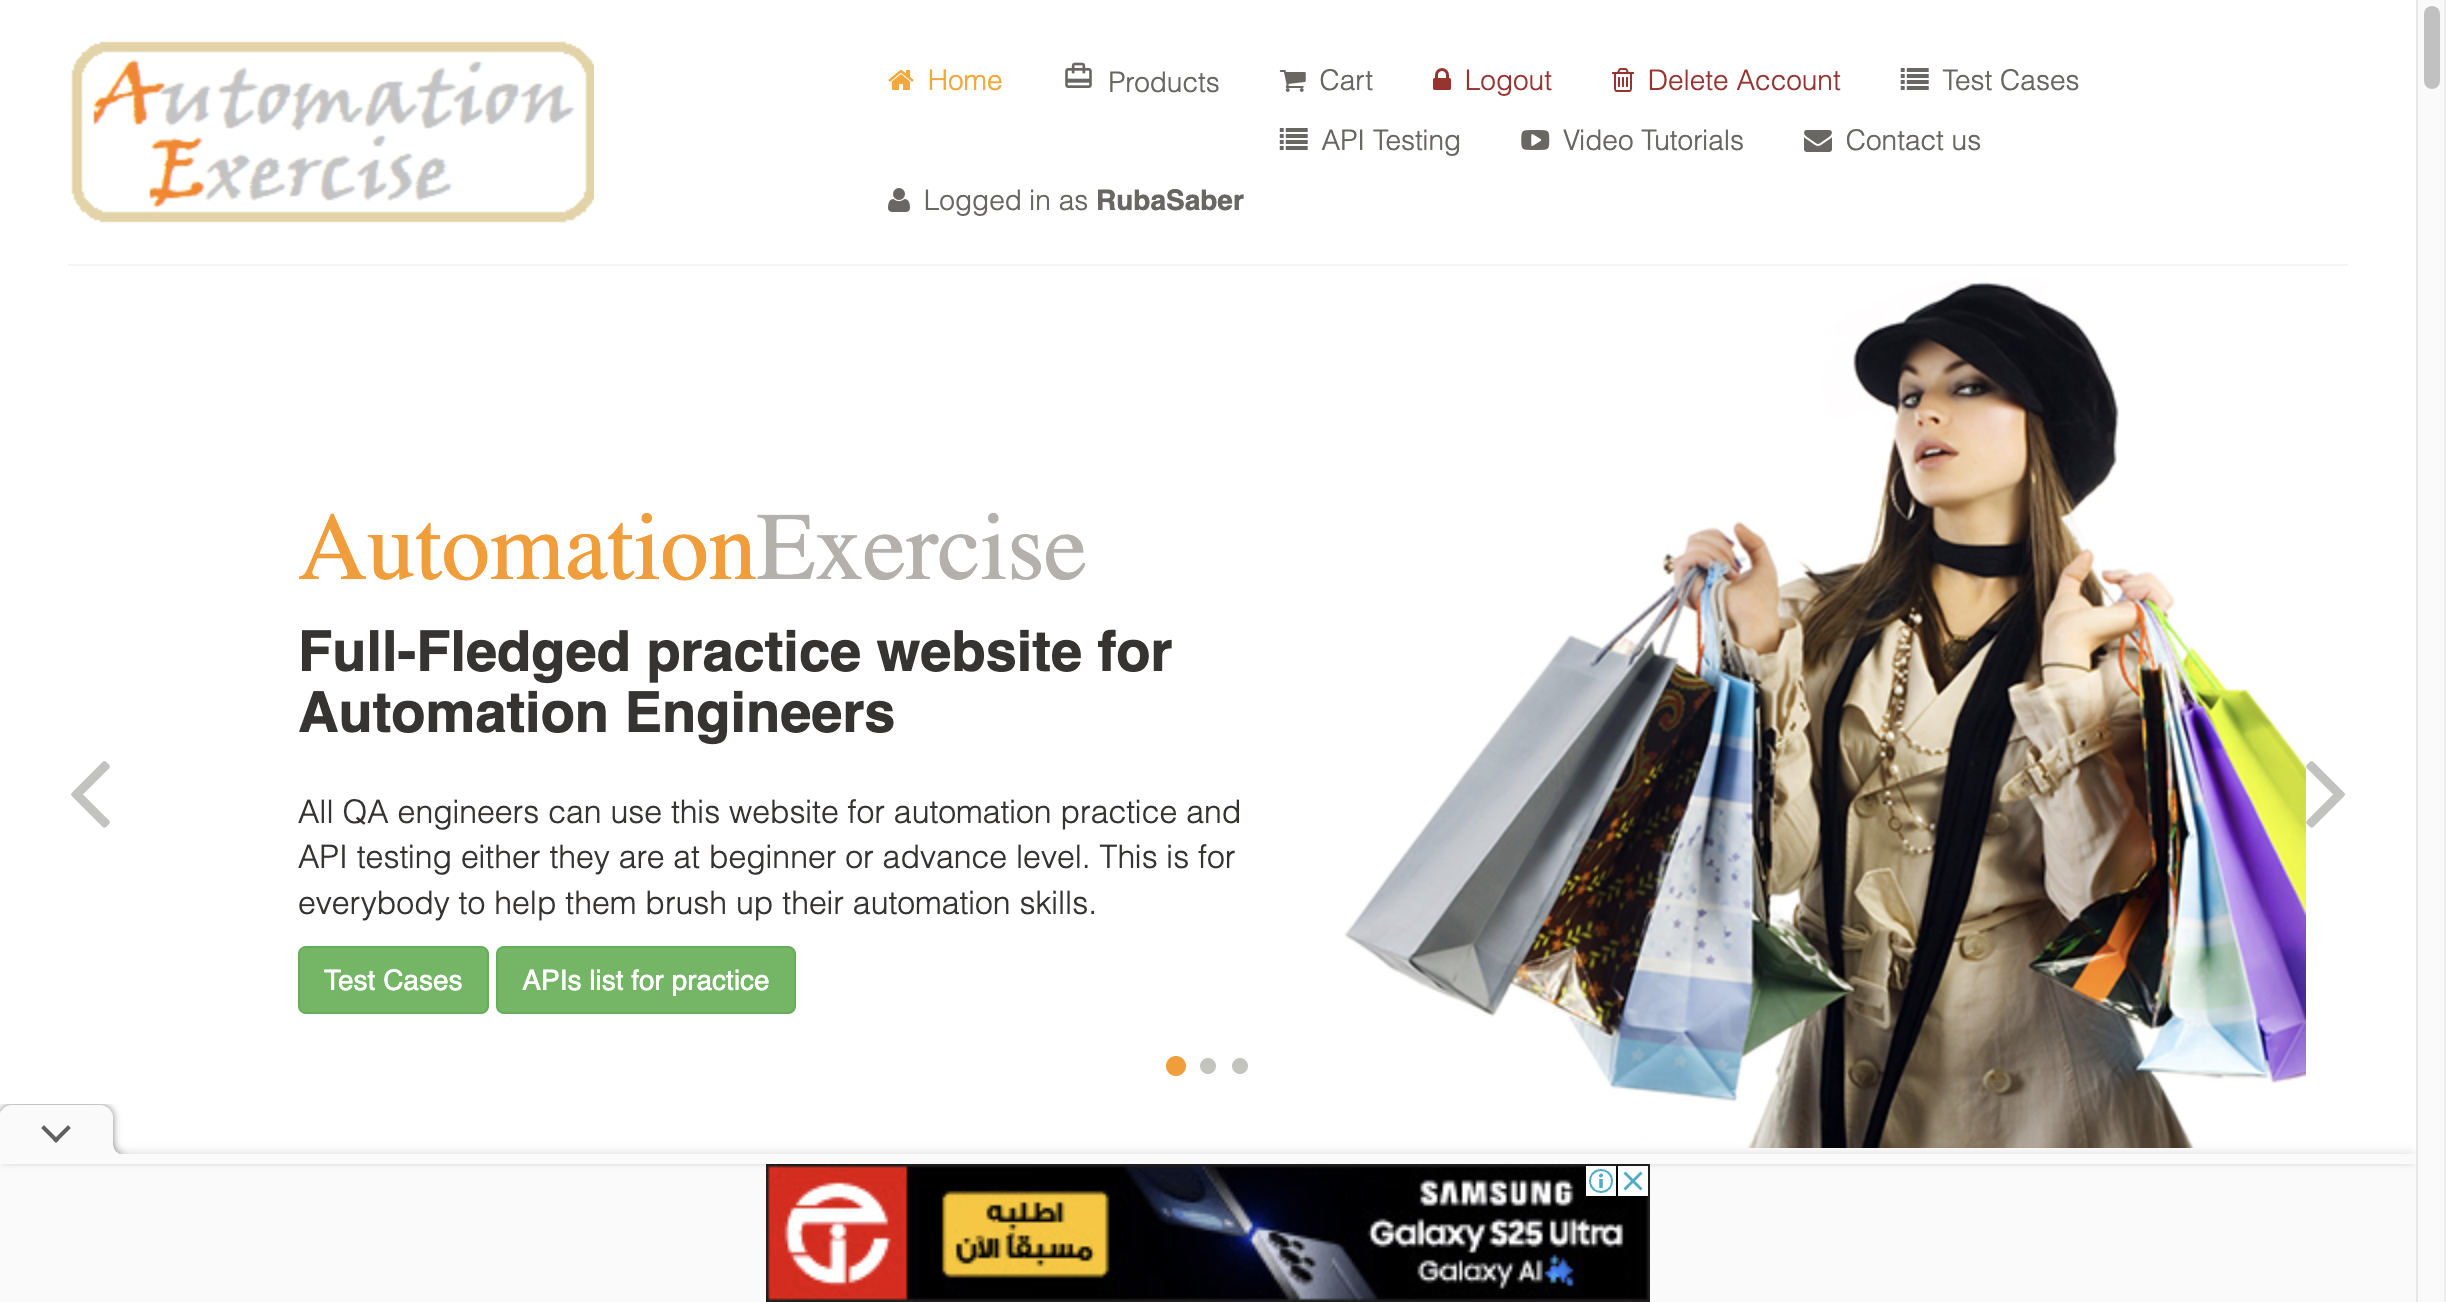 Automation
Exercise
Home Products Cart Logout Delete Account Test Cases
API Testing Video Tutorials Contact us
Logged in as RubaSaber
AutomationExercise
Full-Fledged practice website for
Automation Engineers
All QA engineers can use this website for automation practice and
API testing either they are at beginner or advance level. This is for
everybody to help them brush up their automation skills.
Test Cases APIs list for practice
اطلبه
مسبقاً الآن
SAMSUNG
Galaxy S25 Ultra
Galaxy AI